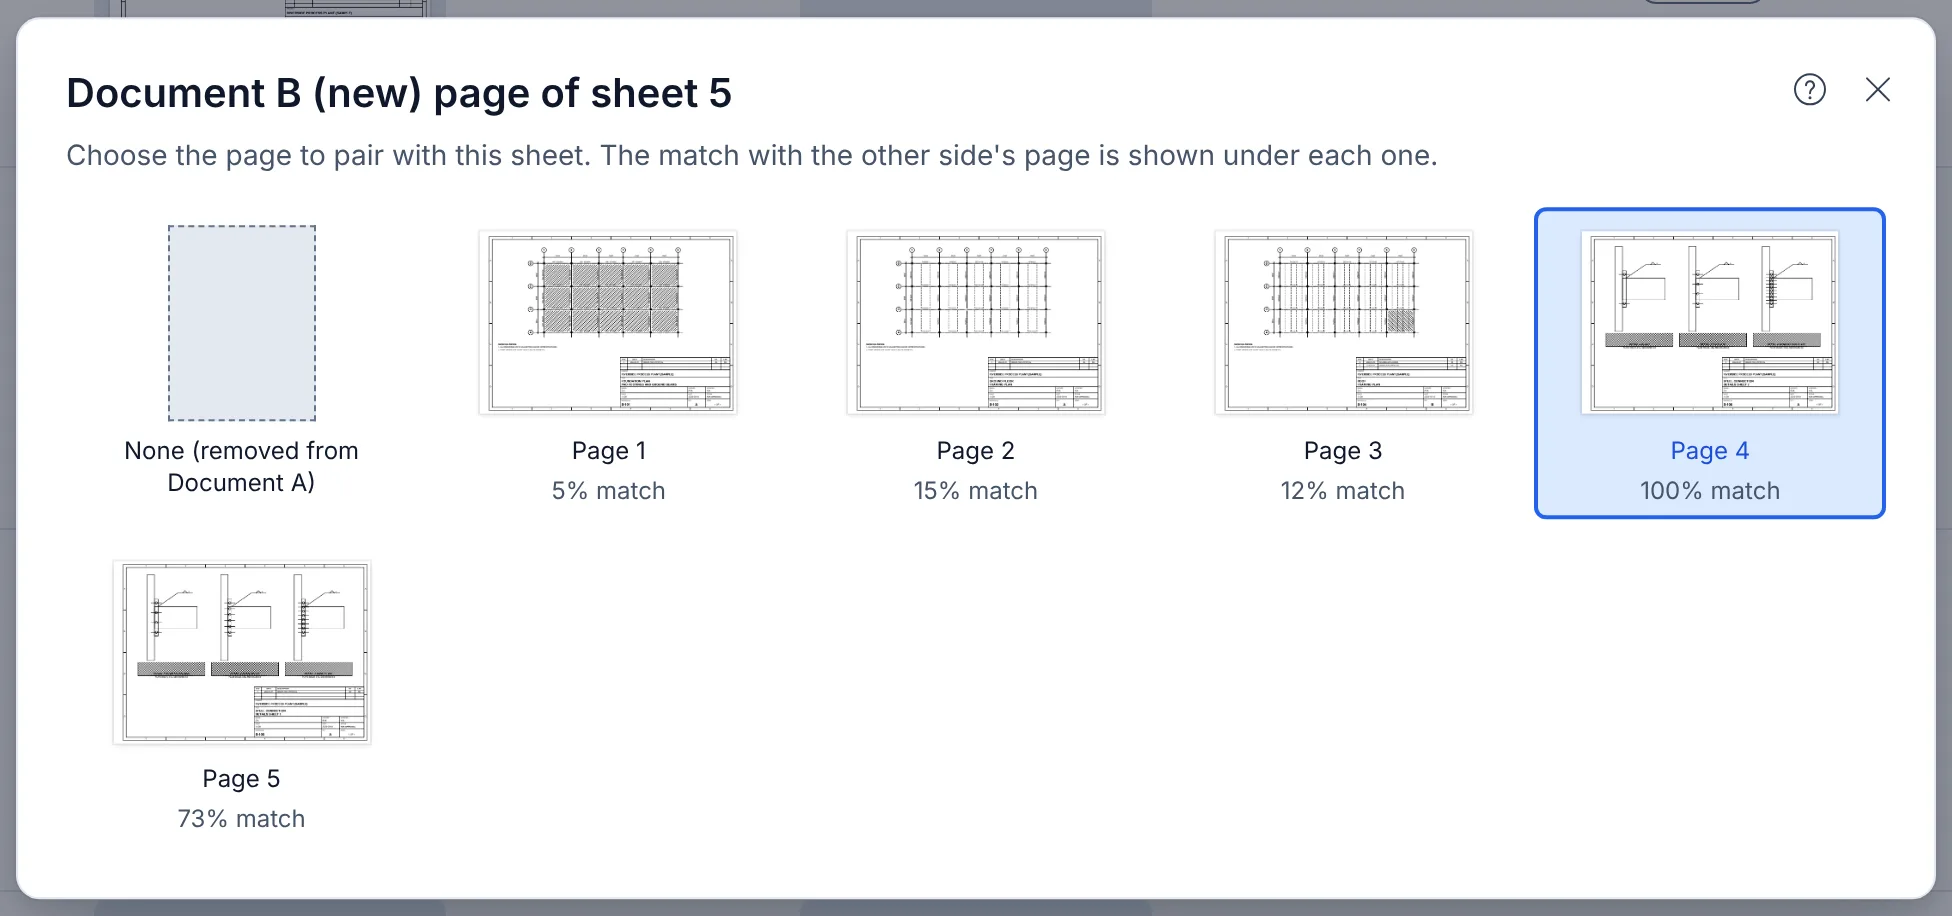 Document B (new) page of sheet 5
Choose the page to pair with this sheet. The match with the other side's page is shown under each one.
None (removed from
Document A)
Page 1
5% match
Page 2
15% match
Page 3
12% match
Page 4
100% match
Page 5
73% match